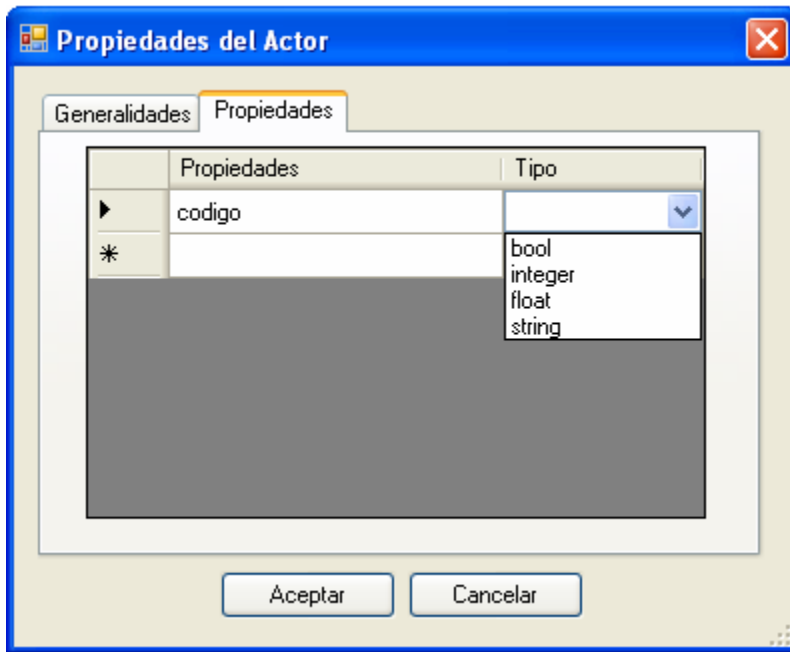 Propiedades del Actor
Generalidades Propiedades
Propiedades Tipo
codigo
bool
integer
float
string
Aceptar Cancelar